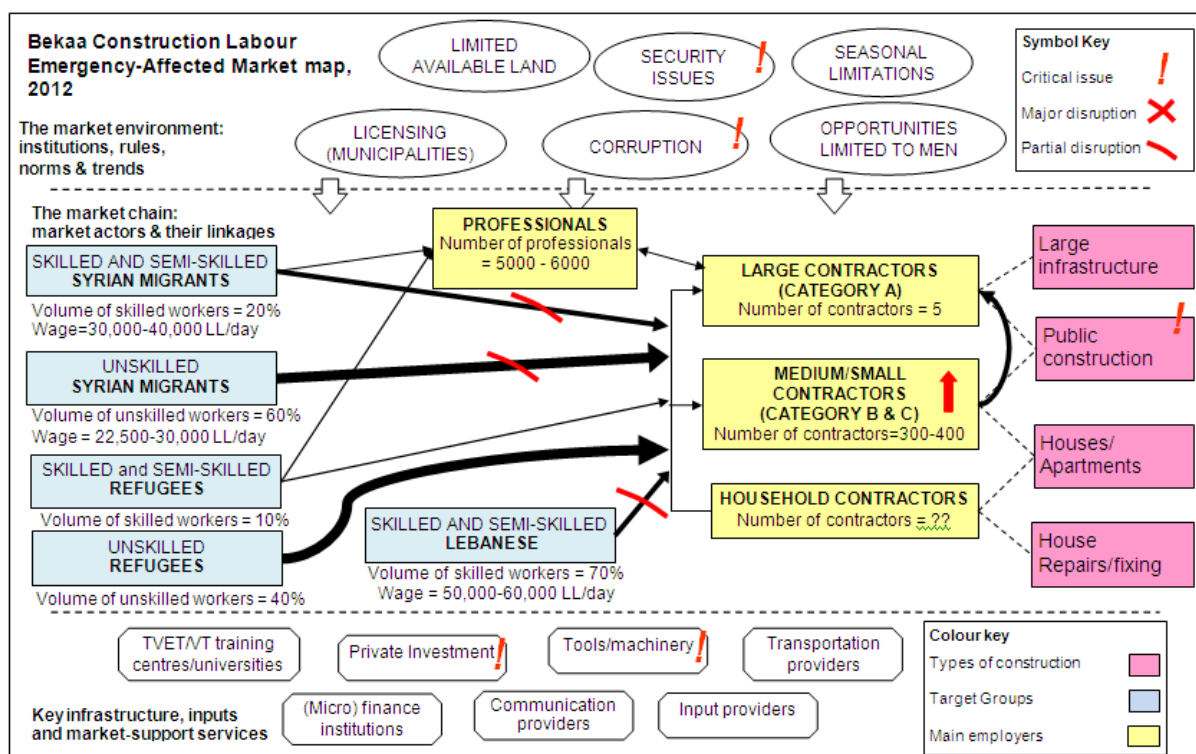 Bekaa Construction Labour
Emergency-Affected Market map,
2012
LIMITED
AVAILABLE LAND
SECURITY
ISSUES
SEASONAL
LIMITATIONS
Symbol Key
Critical issue
Major disruption
Partial disruption
The market environment:
institutions, rules,
norms & trends
LICENSING
(MUNICIPALITIES)
CORRUPTION
OPPORTUNITIES
LIMITED TO MEN
The market chain:
market actors & their linkages
SKILLED AND SEMI-SKILLED
SYRIAN MIGRANTS
Volume of skilled workers = 20%
Wage=30,000-40,000 LL/day
UNSKILLED
SYRIAN MIGRANTS
Volume of unskilled workers = 60%
Wage = 22,500-30,000 LL/day
SKILLED and SEMI-SKILLED
REFUGEES
Volume of skilled workers = 10%
UNSKILLED
REFUGEES
Volume of unskilled workers = 40%
PROFESSIONALS
Number of professionals
= 5000 - 6000
SKILLED AND SEMI-SKILLED
LEBANESE
Volume of skilled workers = 70%
Wage = 50,000-60,000 LL/day
LARGE CONTRACTORS
(CATEGORY A)
Number of contractors = 5
MEDIUM/SMALL
CONTRACTORS
(CATEGORY B & C)
Number of contractors=300-400
HOUSEHOLD CONTRACTORS
Number of contractors = ??
Large
infrastructure
Public
construction
Houses/
Apartments
House
Repairs/fixing
TVET/VT training
centres/universities
Private Investment
Tools/machinery
Transportation
providers
Key infrastructure, inputs
and market-support services
(Micro) finance
institutions
Communication
providers
Input providers
Colour key
Types of construction
Target Groups
Main employers